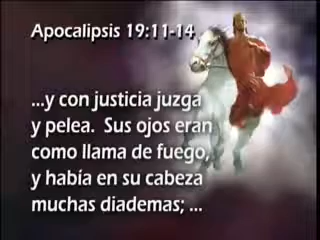 Apocalipsis 19:11-14
...y con justicia juzga
y pelea. Sus ojos eran
como llama de fuego,
y había en su cabeza
muchas diademas; ...